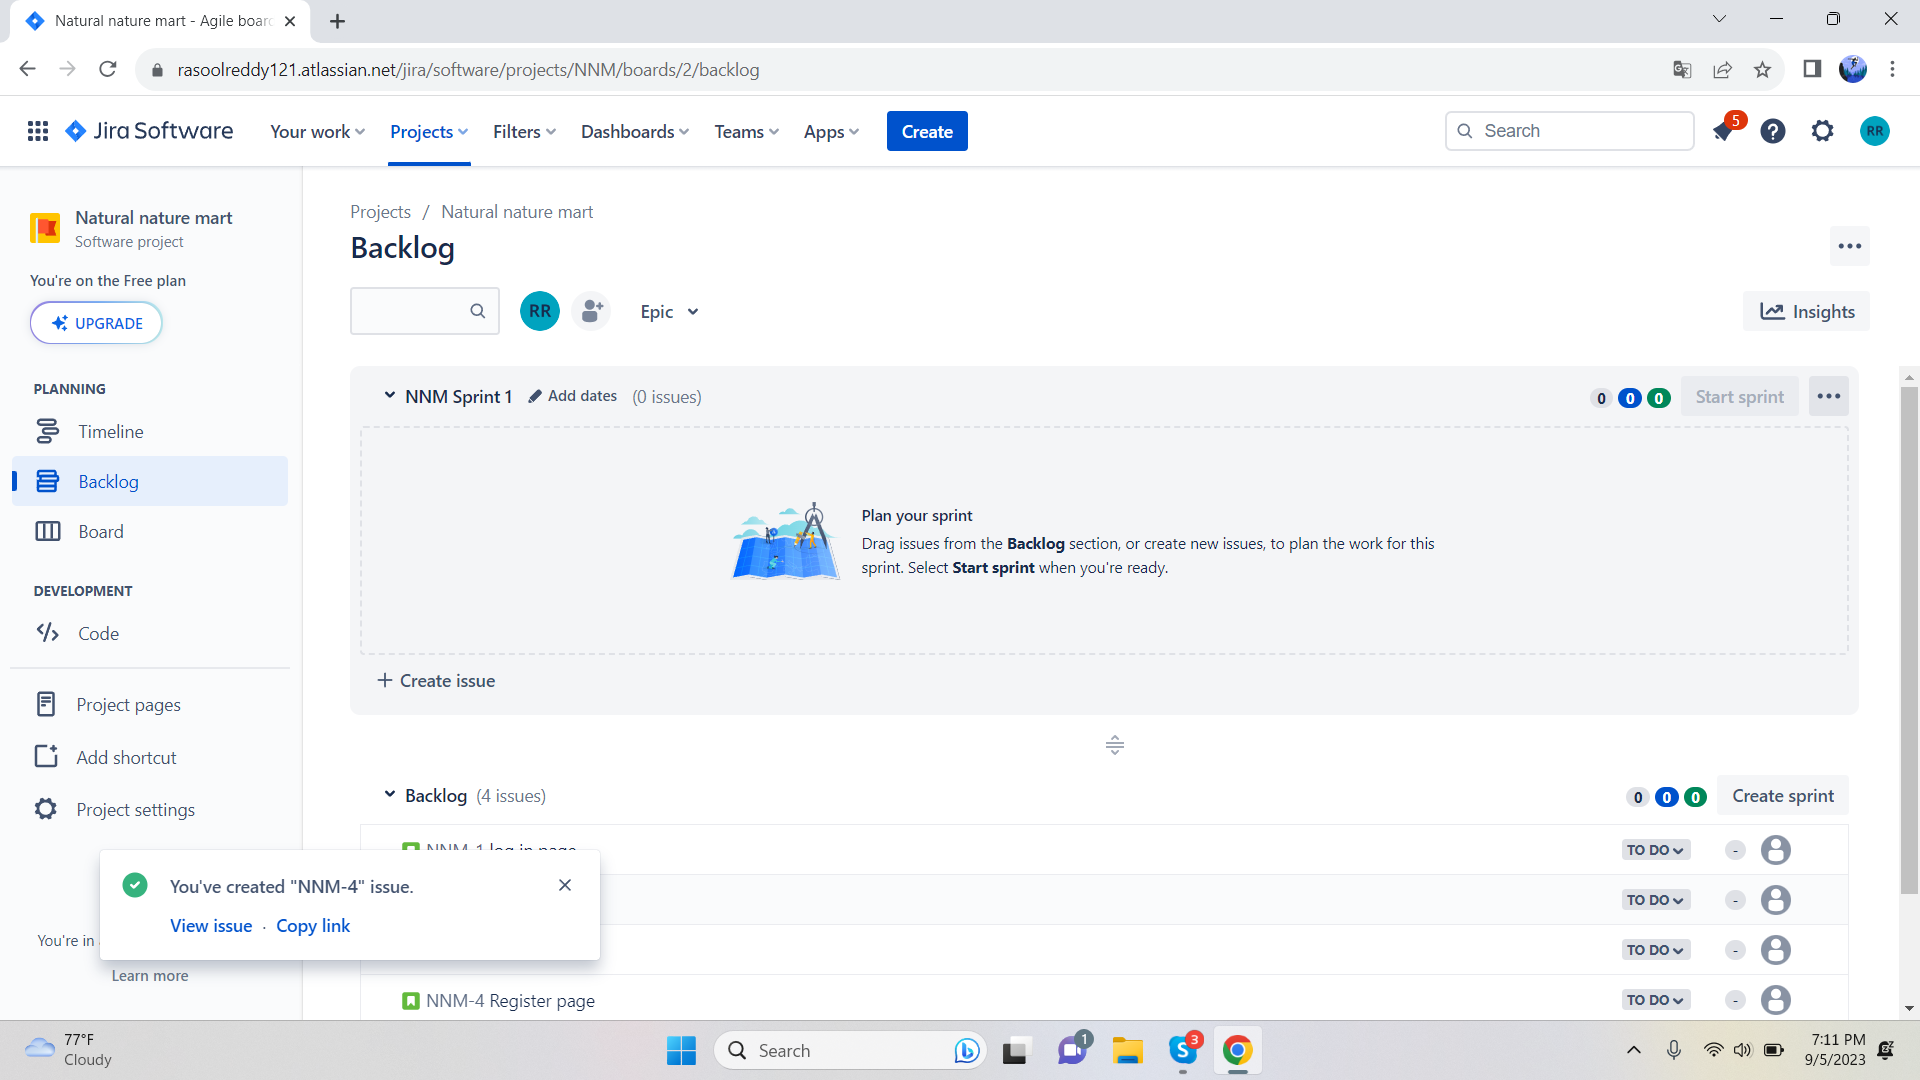 Natural nature mart - Agile boar
rasoolreddy121.atlassian.net/jira/software/projects/NNM/boards/2/backlog
Jira Software
Your work
Projects
Filters
Dashboards
Teams
Apps
Create
Search
5
RR
Natural nature mart
Software project
You're on the Free plan
UPGRADE
PLANNING
Timeline
Backlog
Board
DEVELOPMENT
Code
Project pages
Add shortcut
Project settings
You're in
Learn more
Projects / Natural nature mart
Backlog
RR
Epic
Insights
NNM Sprint 1 Add dates (0 issues)
0 0 0 Start sprint
Plan your sprint
Drag issues from the Backlog section, or create new issues, to plan the work for this
sprint. Select Start sprint when you're ready.
+ Create issue
Backlog (4 issues)
0 0 0 Create sprint
NNM-1 log in page
TO DO -
TO DO -
TO DO -
NNM-4 Register page
TO DO -
You've created "NNM-4" issue.
View issue · Copy link
77°F
Cloudy
Search
1
3
7:11 PM
9/5/2023